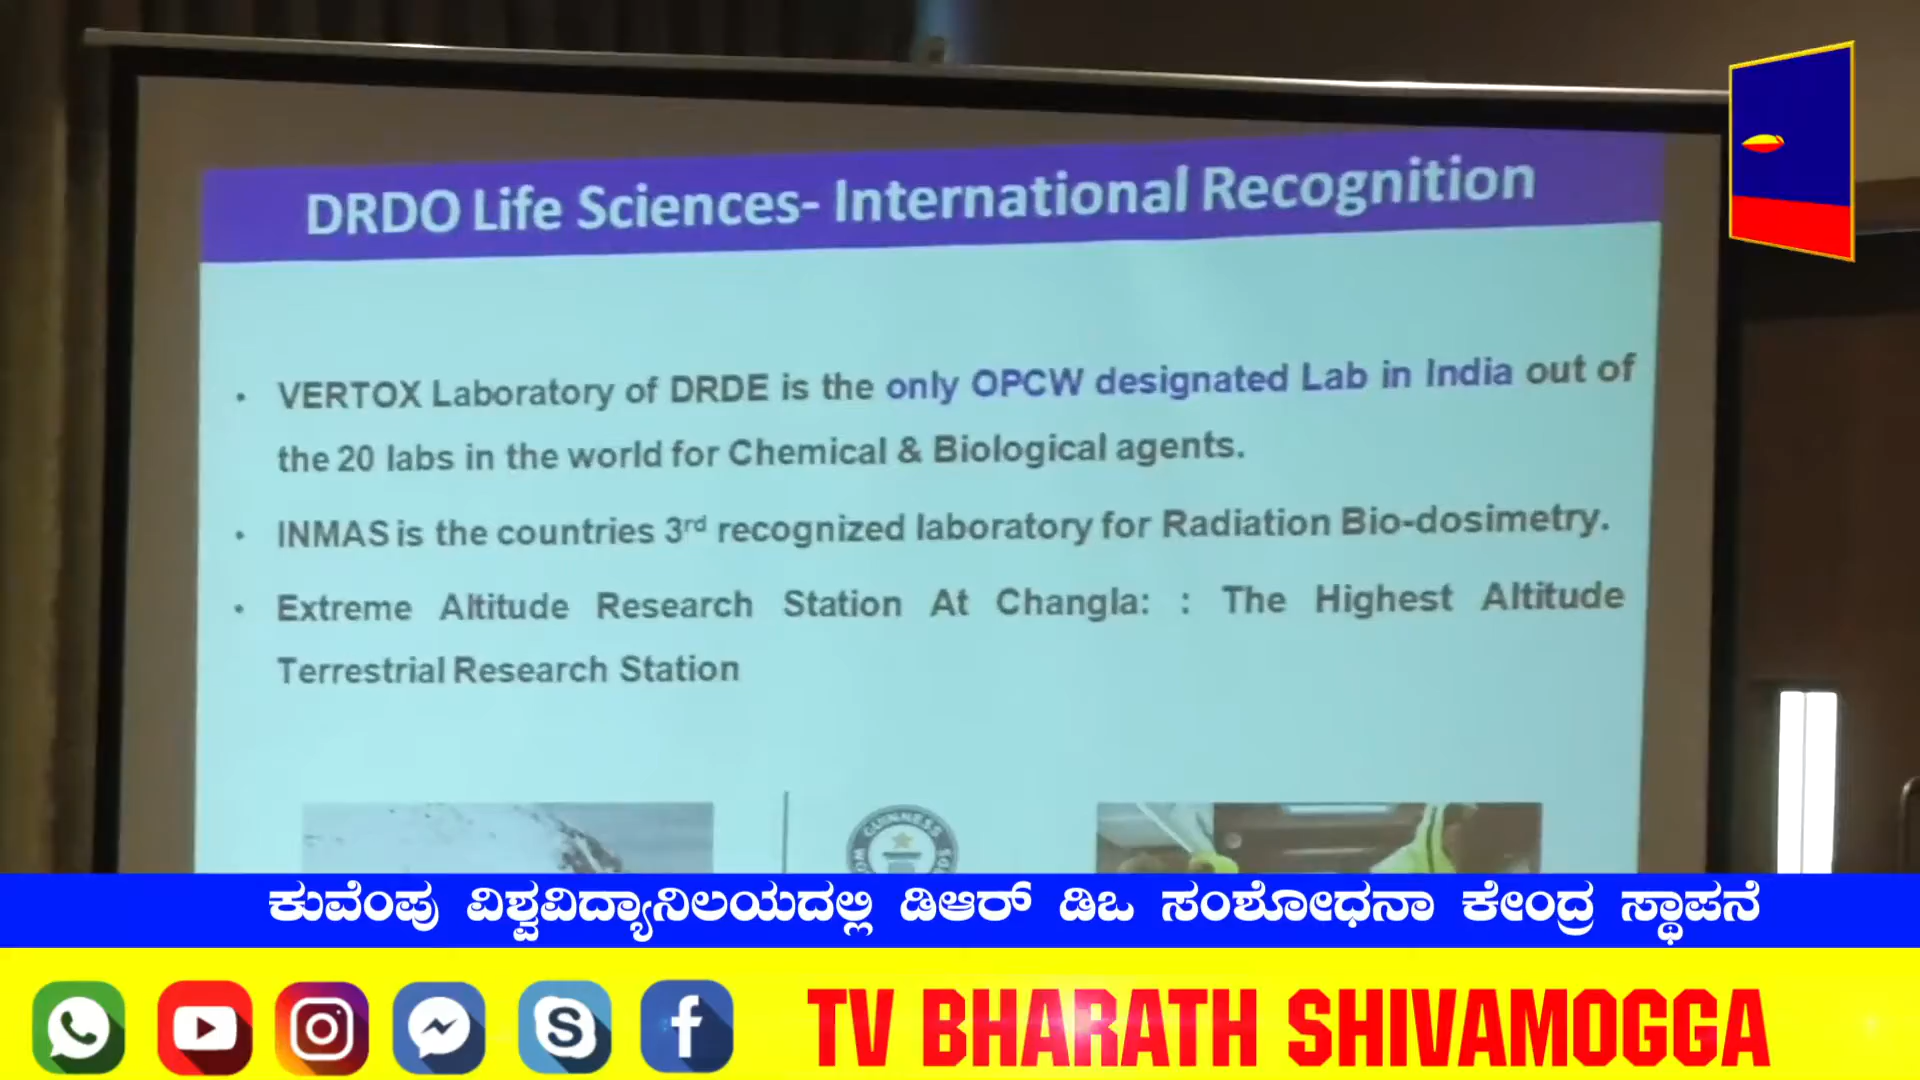 DRDO Life Sciences- International Recognition
• VERTOX Laboratory of DRDE is the only OPCW designated Lab in India out of
the 20 labs in the world for Chemical & Biological agents.
• INMAS is the countries 3rd recognized laboratory for Radiation Bio-dosimetry.
• Extreme Altitude Research Station At Changla: : The Highest Altitude
Terrestrial Research Station
GUINNESS
ಕುವೆಂಪು ವಿಶ್ವವಿದ್ಯಾನಿಲಯದಲ್ಲಿ ಡಿಆರ್ ಡಿಒ ಸಂಶೋಧನಾ ಕೇಂದ್ರ ಸ್ಥಾಪನೆ
TV BHARATH SHIVAMOGGA